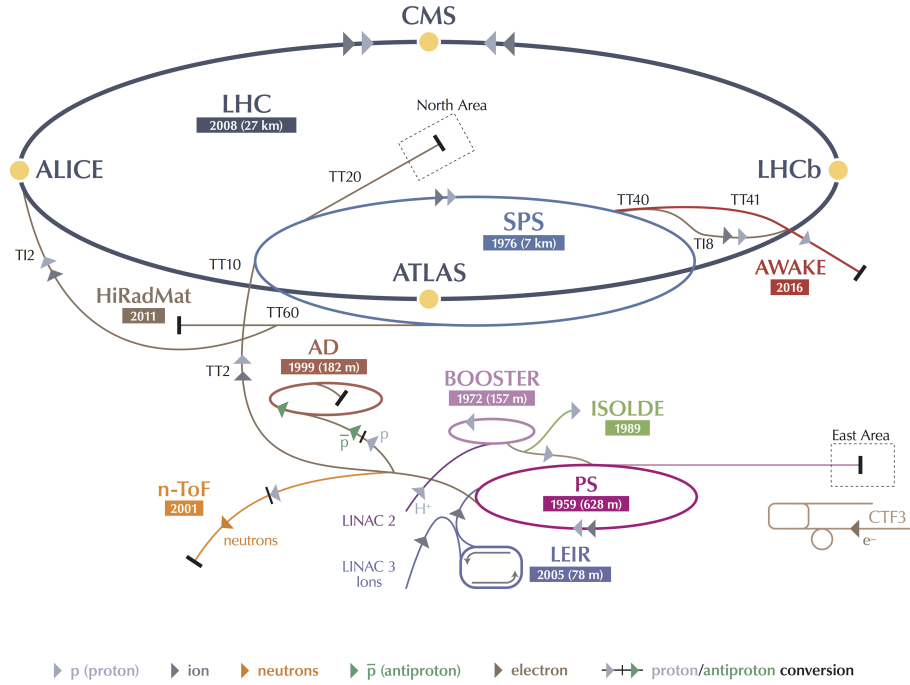 CMS
LHC
2008 (27 km)
North Area
ALICE
LHCb
TT20
TT40
TT41
SPS
1976 (7 km)
TI8
TI2
TT10
ATLAS
AWAKE
2016
HiRadMat
2011
TT60
AD
1999 (182 m)
TT2
BOOSTER
1972 (157 m)
ISOLDE
1989
p̅
p
East Area
n-ToF
2001
PS
1959 (628 m)
H⁺
LINAC 2
neutrons
CTF3
e⁻
LINAC 3
Ions
LEIR
2005 (78 m)
p (proton)
ion
neutrons
p̅ (antiproton)
electron
proton/antiproton conversion